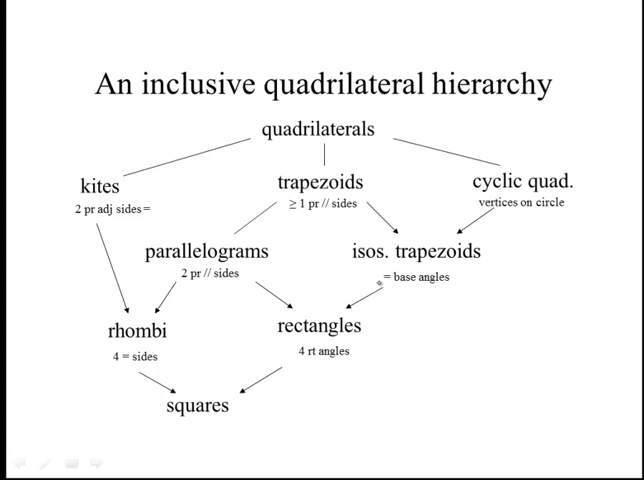 An inclusive quadrilateral hierarchy
quadrilaterals
kites
trapezoids
cyclic quad.
2 pr adj sides =
≥ 1 pr // sides
vertices on circle
parallelograms
isos. trapezoids
2 pr // sides
= base angles
rhombi
rectangles
4 = sides
4 rt angles
squares